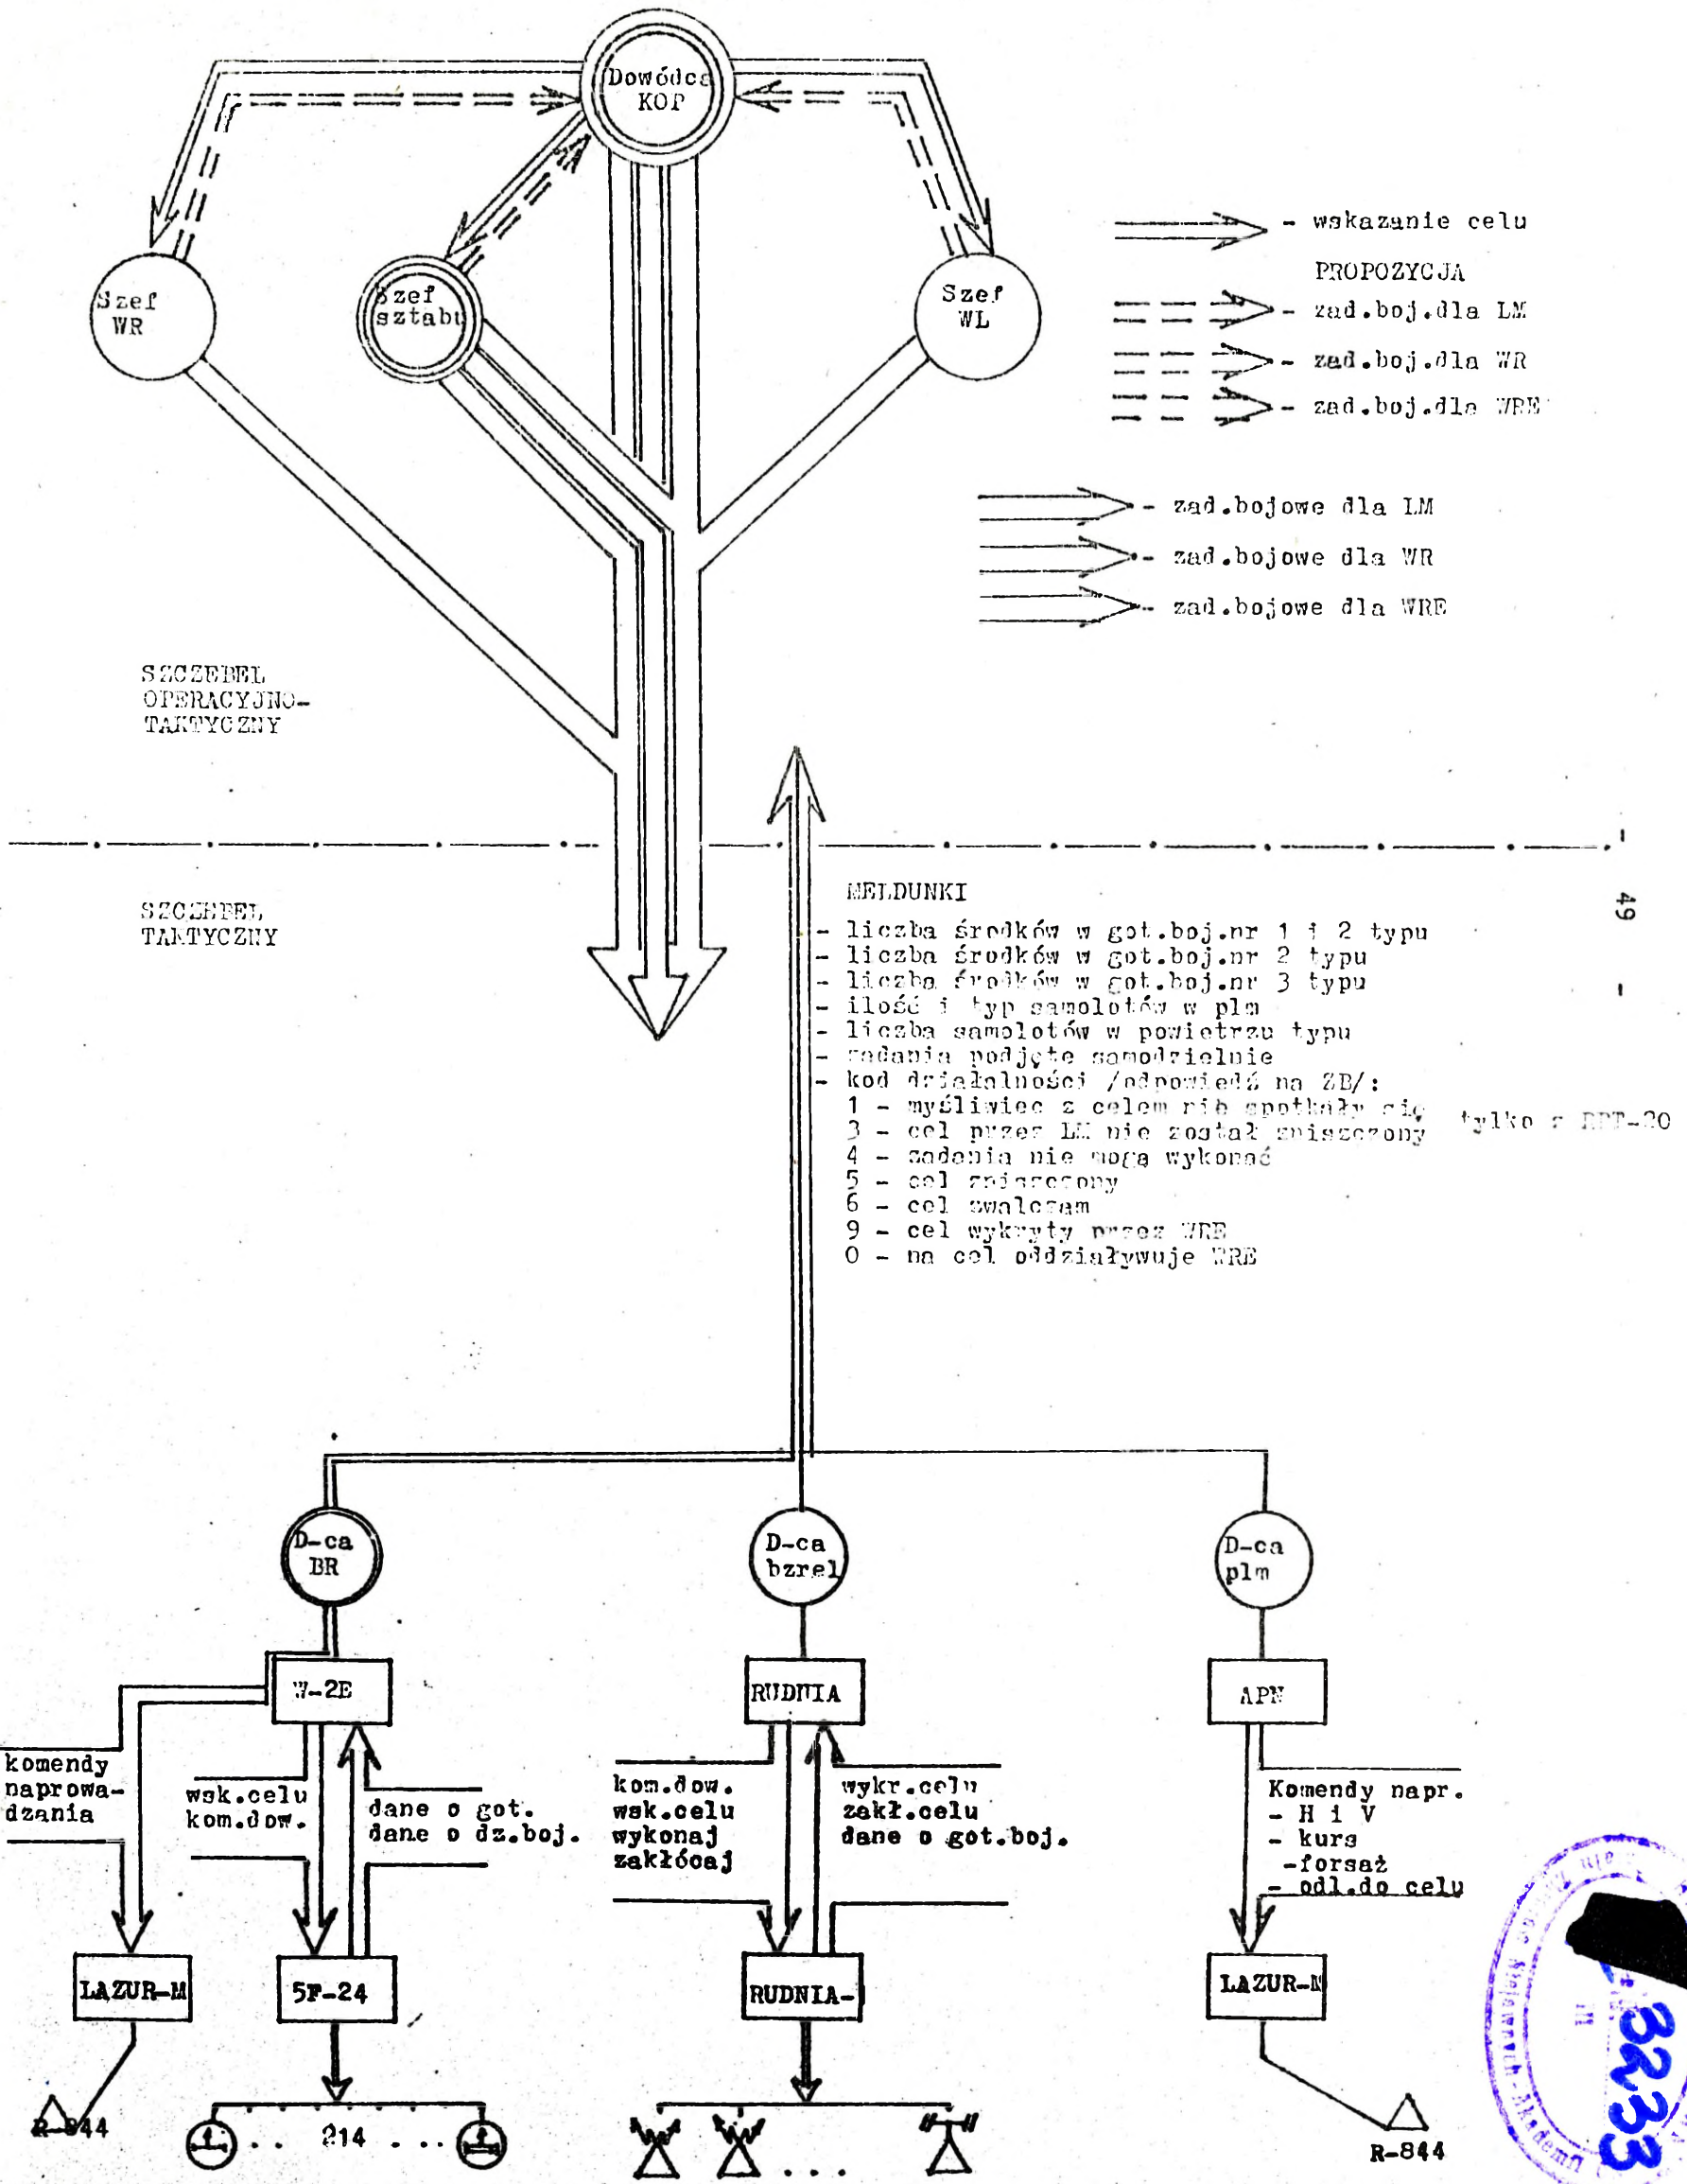 Dowódca
KOP
Szef
WR
Szef
sztabu
Szef
WL
- wskazanie celu
PROPOZYCJA
- zad.boj.dla LM
- zad.boj.dla WR
- zad.boj.dla WRE
- zad.bojowe dla LM
- zad.bojowe dla WR
- zad.bojowe dla WRE
SZCZEBEL
OPERACYJNO-
TAKTYCZNY
SZCZEBEL
TAKTYCZNY
- 49 -
MELDUNKI
- liczba środków w got.boj.nr 1 i 2 typu
- liczba środków w got.boj.nr 2 typu
- liczba środków w got.boj.nr 3 typu
- ilość i typ samolotów w plm
- liczba samolotów w powietrzu typu
- zadania podjęte samodzielnie
- kod działalności /odpowiedź na ZB/:
1 - myśliwiec z celem nie spotkały się
3 - cel przez LM nie został zniszczony
tylko z
4 - zadania nie mogą wykonać
5 - cel zniszczony
6 - cel zwalczam
9 - cel wykryty przez WRE
0 - na cel oddziaływuje WRE
D-ca
BR
D-ca
bzrel
D-ca
plm
W-2E
RUDNIA
APN
komendy
naprowa-
dzania
wsk.celu
kom.dow.
dane o got.
dane o dz.boj.
kom.dow.
wsk.celu
wykonaj
zakłócaj
wykr.celu
zakł.celu
dane o got.boj.
Komendy napr.
- H i V
- kurs
-forsaż
- odl.do celu
LAZUR-M
5F-24
RUDNIA-
LAZUR-M
R-844
.. 214 ...
...
R-844
3233